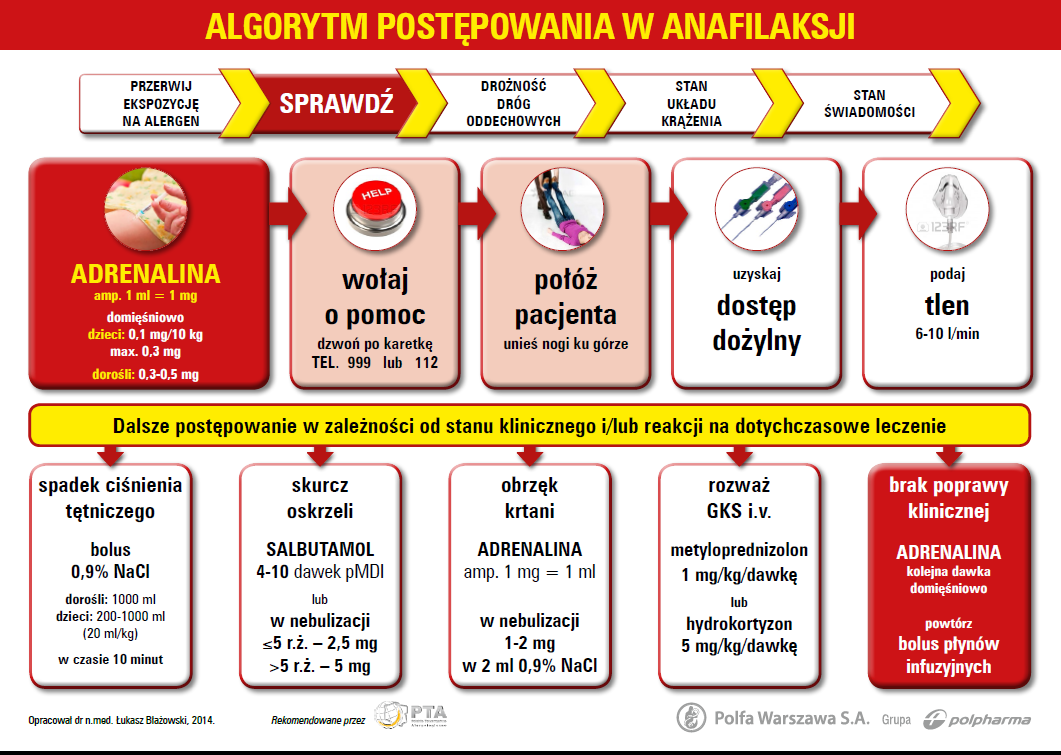 ALGORYTM POSTĘPOWANIA W ANAFILAKSJI
PRZERWIJ
EKSPOZYCJĘ
NA ALERGEN
SPRAWDŹ
DROŻNOŚĆ
DRÓG
ODDECHOWYCH
STAN
UKŁADU
KRĄŻENIA
STAN
ŚWIADOMOŚCI
ADRENALINA
amp. 1 ml = 1 mg
domięśniowo
dzieci: 0,1 mg/10 kg
max. 0,3 mg
dorośli: 0,3-0,5 mg
HELP
wołaj
o pomoc
dzwoń po karetkę
TEL. 999 lub 112
połóż
pacjenta
unieś nogi ku górze
uzyskaj
dostęp
dożylny
123RF
podaj
tlen
6-10 l/min
Dalsze postępowanie w zależności od stanu klinicznego i/lub reakcji na dotychczasowe leczenie
spadek ciśnienia
tętniczego
bolus
0,9% NaCl
dorośli: 1000 ml
dzieci: 200-1000 ml
(20 ml/kg)
w czasie 10 minut
skurcz
oskrzeli
SALBUTAMOL
4-10 dawek pMDI
lub
w nebulizacji
≤5 r.ż. – 2,5 mg
>5 r.ż. – 5 mg
obrzęk
krtani
ADRENALINA
amp. 1 mg = 1 ml
w nebulizacji
1-2 mg
w 2 ml 0,9% NaCl
rozważ
GKS i.v.
metyloprednizolon
1 mg/kg/dawkę
lub
hydrokortyzon
5 mg/kg/dawkę
brak poprawy
klinicznej
ADRENALINA
kolejna dawka
domięśniowo
powtórz
bolus płynów
infuzyjnych
Opracował dr n.med. Łukasz Błażowski, 2014.
Rekomendowane przez
PTA
Polfa Warszawa S.A.
Grupa
polpharma